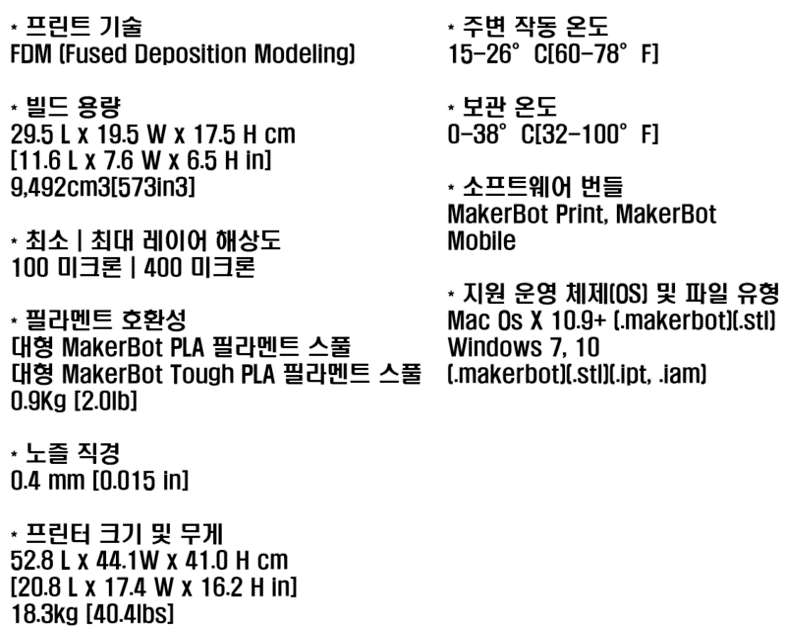 * 프린트 기술
FDM (Fused Deposition Modeling)
* 빌드 용량
29.5 L x 19.5 W x 17.5 H cm
[11.6 L x 7.6 W x 6.5 H in]
9,492cm3[573in3]
* 최소 | 최대 레이어 해상도
100 미크론 | 400 미크론
* 필라멘트 호환성
대형 MakerBot PLA 필라멘트 스풀
대형 MakerBot Tough PLA 필라멘트 스풀
0.9Kg [2.0lb]
* 노즐 직경
0.4 mm [0.015 in]
* 프린터 크기 및 무게
52.8 L x 44.1W x 41.0 H cm
[20.8 L x 17.4 W x 16.2 H in]
18.3kg [40.4lbs]
* 주변 작동 온도
15-26° C[60-78° F]
* 보관 온도
0-38° C[32-100° F]
* 소프트웨어 번들
MakerBot Print, MakerBot
Mobile
* 지원 운영 체제(OS) 및 파일 유형
Mac Os X 10.9+ (.makerbot)(.stl)
Windows 7, 10
(.makerbot)(.stl)(.ipt, .iam)